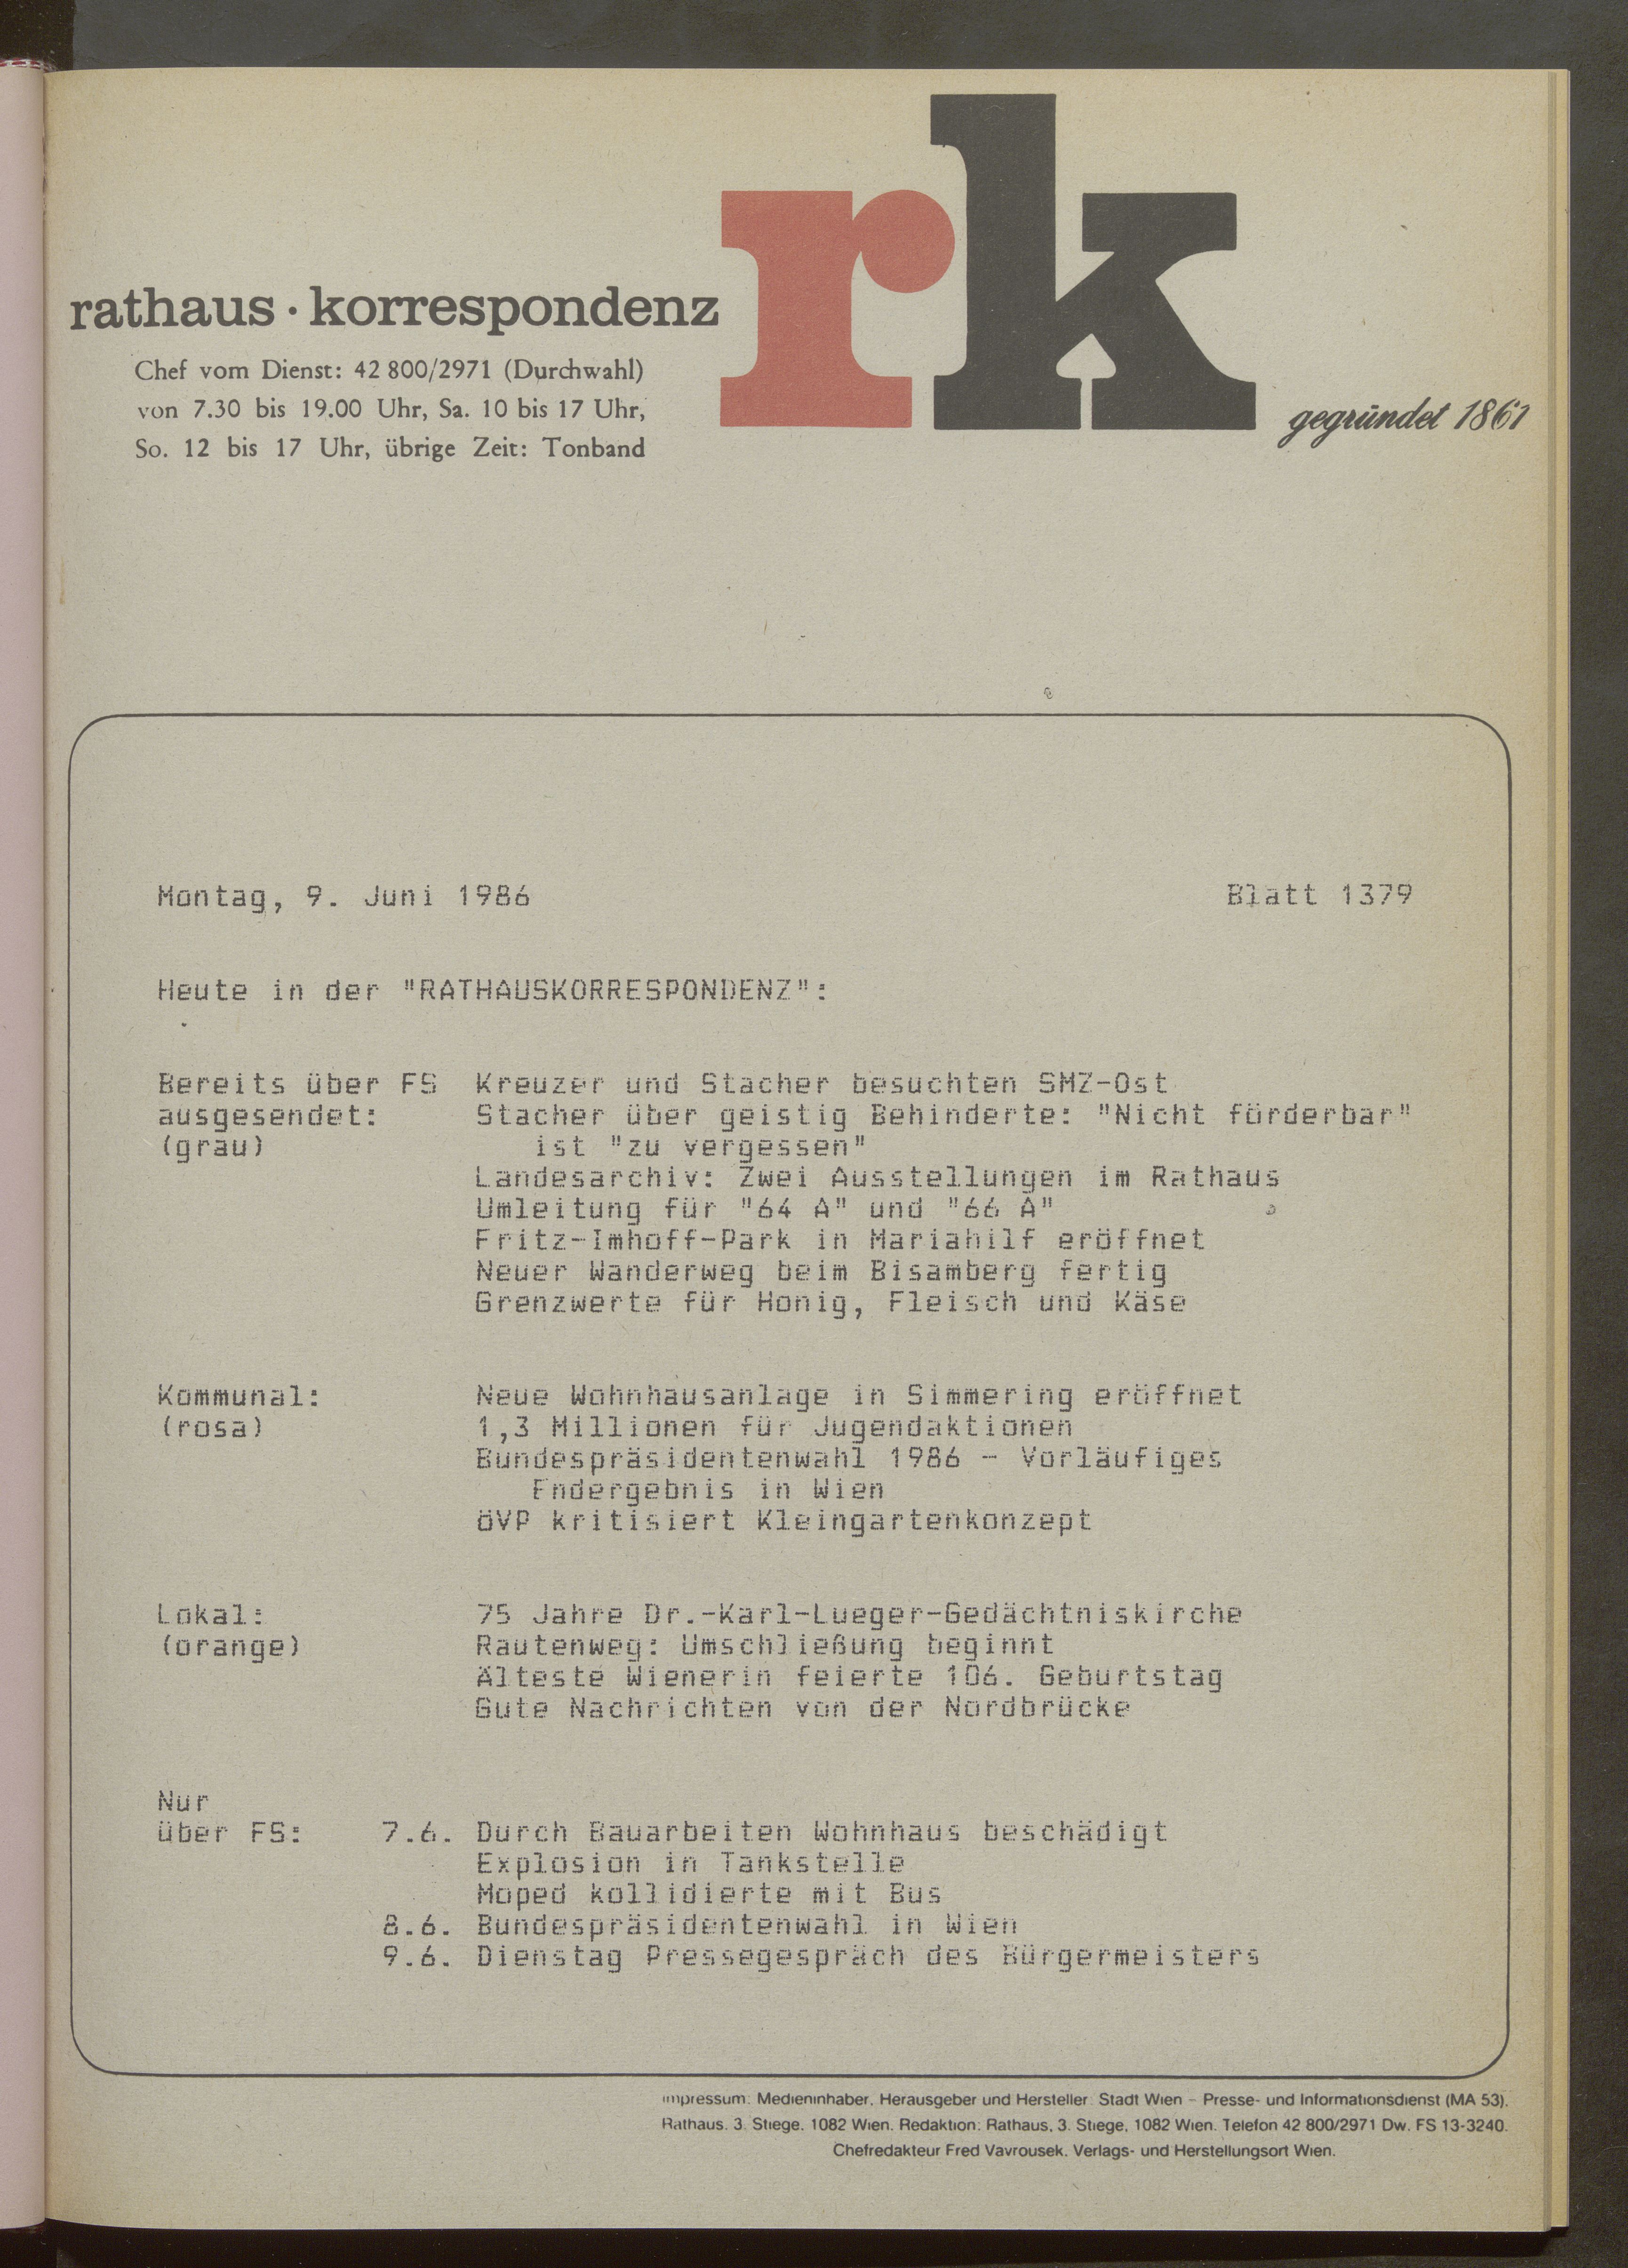 rk
rathaus · korrespondenz
Chef vom Dienst: 42 800/2971 (Durchwahl)
von 7.30 bis 19.00 Uhr, Sa. 10 bis 17 Uhr,
So. 12 bis 17 Uhr, übrige Zeit: Tonband
gegründet 1861
Montag, 9. Juni 1986 Blatt 1379
Heute in der "RATHAUSKORRESPONDENZ":
Bereits über FS Kreuzer und Stacher besuchten SMZ-Ost
ausgesendet: Stacher über geistig Behinderte: "Nicht förderbar"
(grau) ist "zu vergessen"
Landesarchiv: Zwei Ausstellungen im Rathaus
Umleitung für "64 A" und "66 A"
Fritz-Imhoff-Park in Mariahilf eröffnet
Neuer Wanderweg beim Bisamberg fertig
Grenzwerte für Honig, Fleisch und Käse
Kommunal: Neue Wohnhausanlage in Simmering eröffnet
(rosa) 1,3 Millionen für Jugendaktionen
Bundespräsidentenwahl 1986 - Vorläufiges
Endergebnis in Wien
ÖVP kritisiert Kleingartenkonzept
Lokal: 75 Jahre Dr.-Karl-Lueger-Gedächtniskirche
(orange) Rautenweg: Umschließung beginnt
Älteste Wienerin feierte 106. Geburtstag
Gute Nachrichten von der Nordbrücke
Nur
über FS: 7.6. Durch Bauarbeiten Wohnhaus beschädigt
Explosion in Tankstelle
Moped kollidierte mit Bus
8.6. Bundespräsidentenwahl in Wien
9.6. Dienstag Pressegespräch des Bürgermeisters
Impressum: Medieninhaber, Herausgeber und Hersteller: Stadt Wien – Presse- und Informationsdienst (MA 53),
Rathaus, 3. Stiege, 1082 Wien. Redaktion: Rathaus, 3. Stiege, 1082 Wien. Telefon 42 800/2971 Dw. FS 13-3240.
Chefredakteur Fred Vavrousek. Verlags- und Herstellungsort Wien.